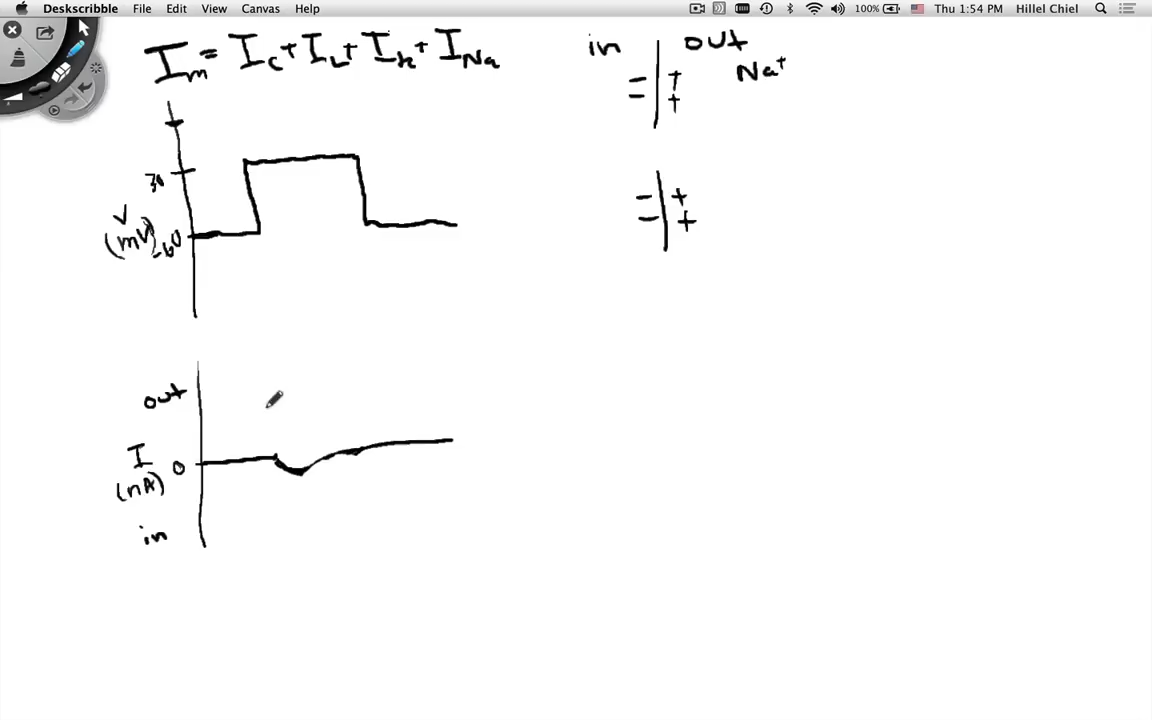 Deskscribble File Edit View Canvas Help 100% Thu 1:54 PM Hillel Chiel
Im = Ic + IL + Ik + INa
in out
Na+
= | +
+
30
V
(mV)
-60
= | +
+
out
I
0
(nA)
in